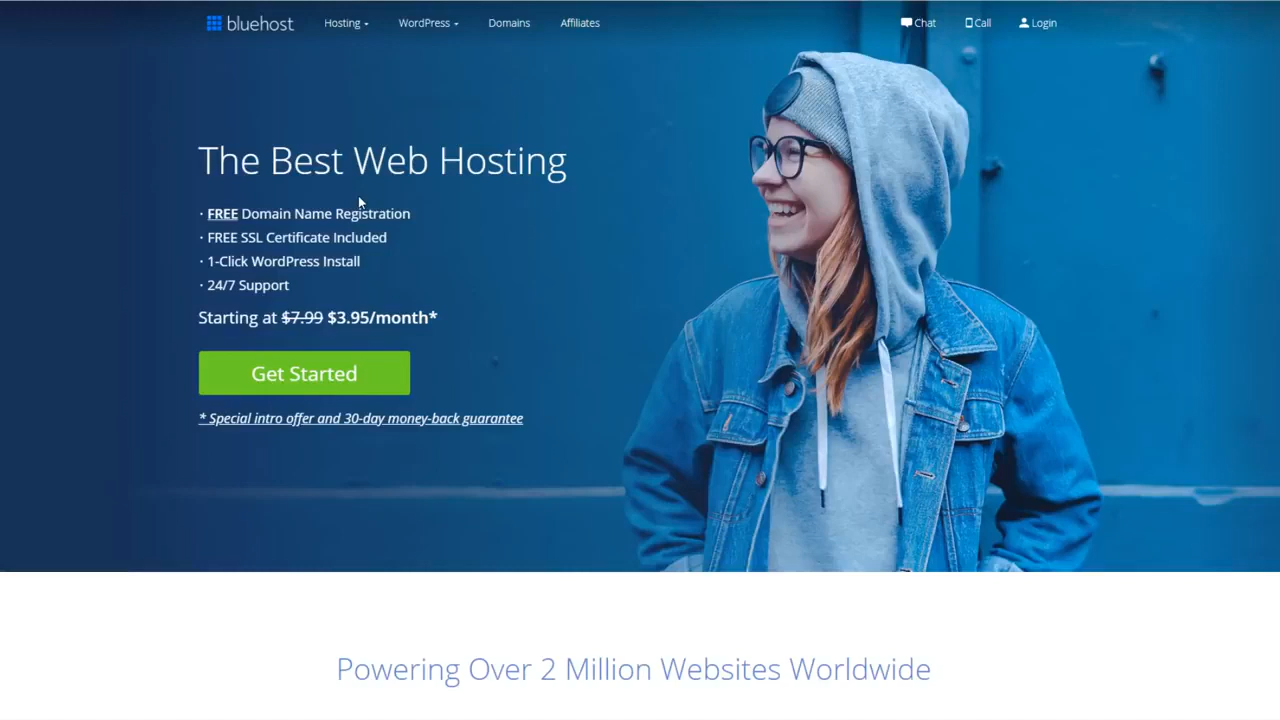 bluehost Hosting WordPress Domains Affiliates Chat Call Login
The Best Web Hosting
· FREE Domain Name Registration
· FREE SSL Certificate Included
· 1-Click WordPress Install
· 24/7 Support
Starting at $7.99 $3.95/month*
Get Started
* Special intro offer and 30-day money-back guarantee
Powering Over 2 Million Websites Worldwide